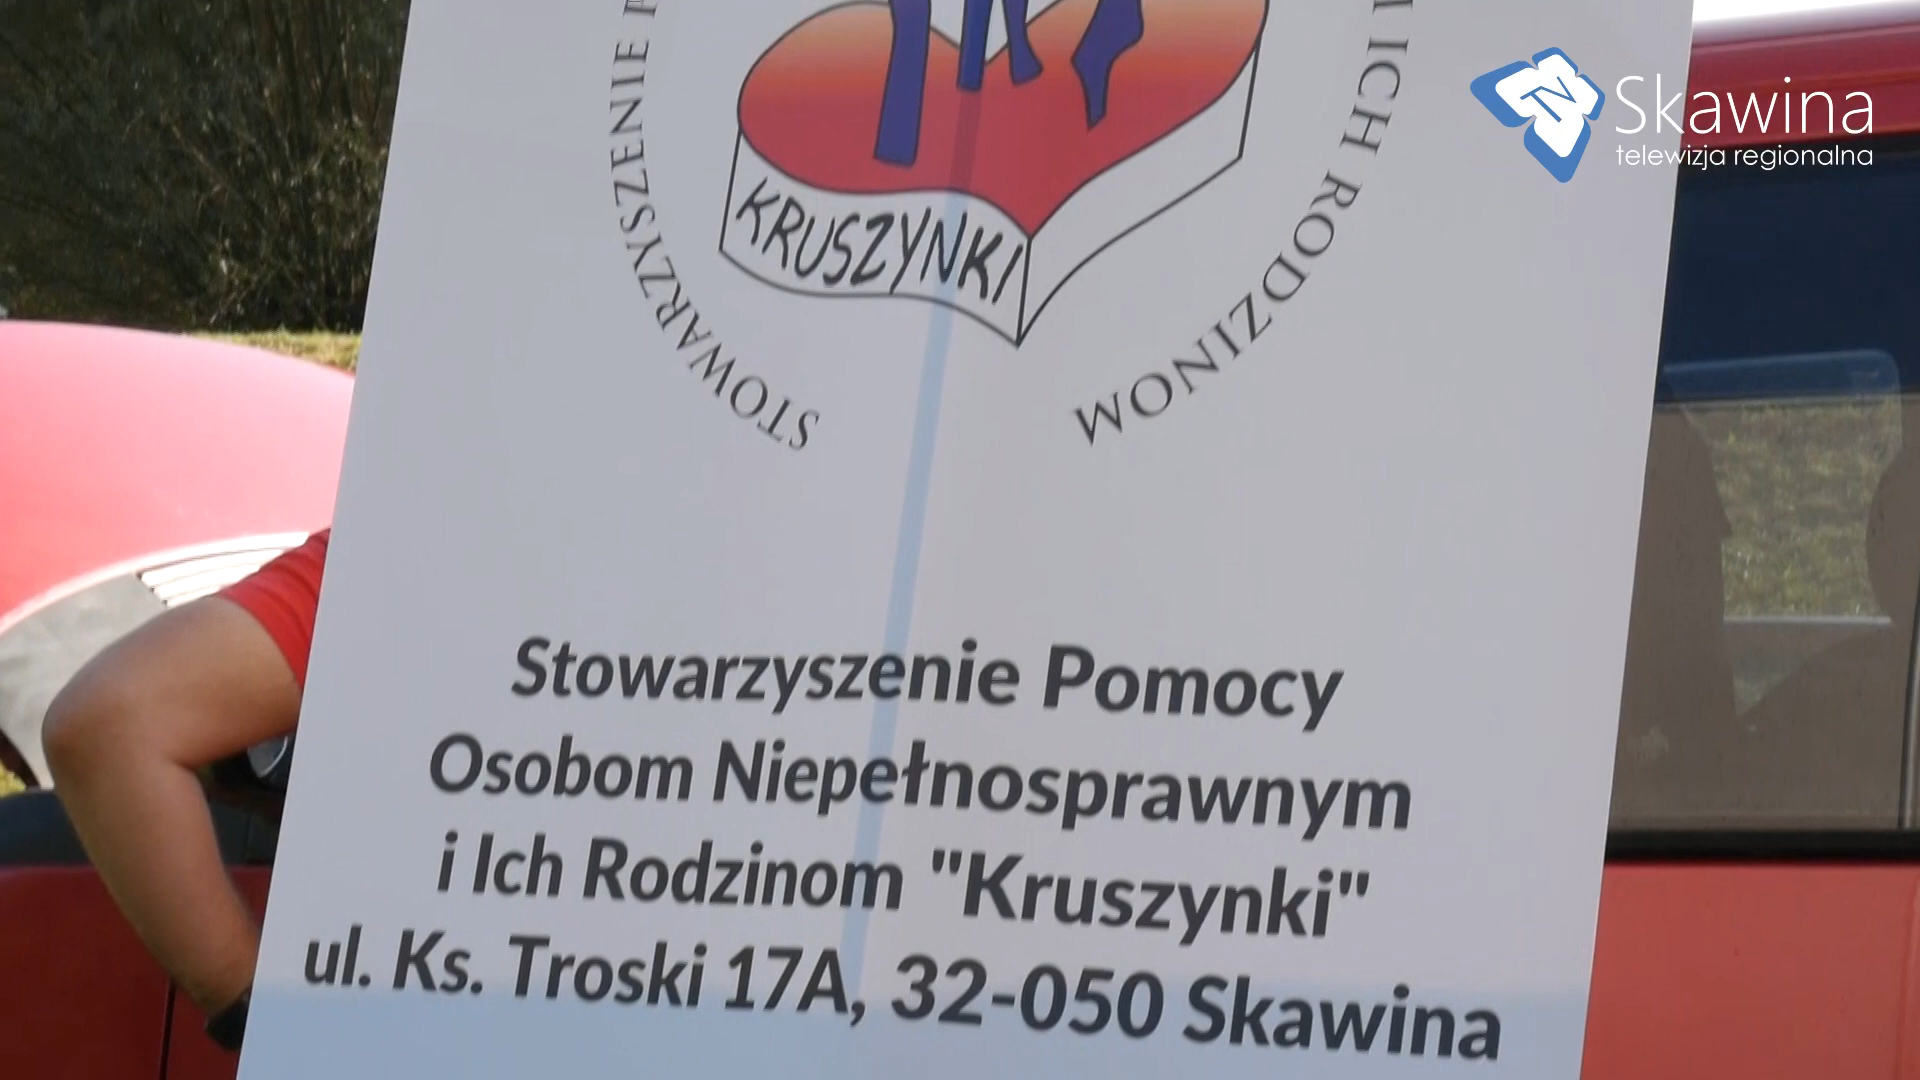 STOWARZYSZENIE
M ICH RODZINOM
KRUSZYNKI
TV
Skawina
telewizja regionalna
Stowarzyszenie Pomocy
Osobom Niepełnosprawnym
i Ich Rodzinom "Kruszynki"
ul. Ks. Troski 17A, 32-050 Skawina